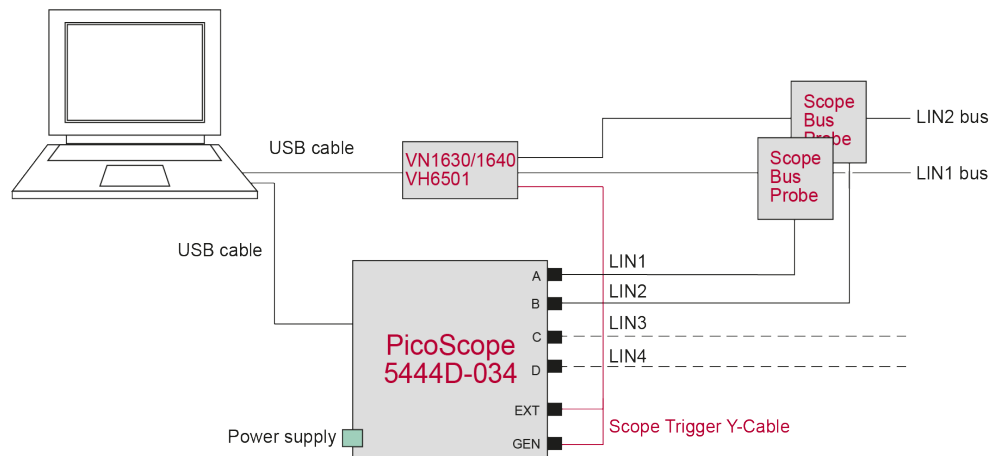 Scope
Bus
Probe
LIN2 bus
USB cable
VN1630/1640
VH6501
Scope
Bus
Probe
LIN1 bus
USB cable
LIN1
A
LIN2
B
LIN3
C
LIN4
D
PicoScope
5444D-034
EXT
Scope Trigger Y-Cable
Power supply
GEN